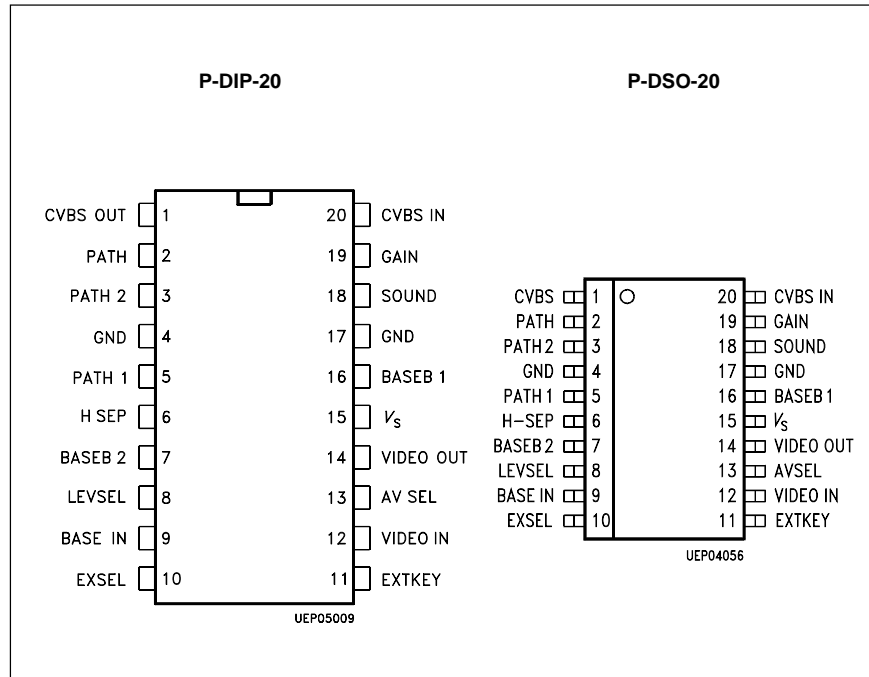 P-DIP-20
CVBS OUT 1 20 CVBS IN
PATH 2 19 GAIN
PATH 2 3 18 SOUND
GND 4 17 GND
PATH 1 5 16 BASEB 1
H SEP 6 15 VS
BASEB 2 7 14 VIDEO OUT
LEVSEL 8 13 AV SEL
BASE IN 9 12 VIDEO IN
EXSEL 10 11 EXTKEY
UEP05009
P-DSO-20
CVBS 1 20 CVBS IN
PATH 2 19 GAIN
PATH 2 3 18 SOUND
GND 4 17 GND
PATH 1 5 16 BASEB 1
H-SEP 6 15 VS
BASEB 2 7 14 VIDEO OUT
LEVSEL 8 13 AVSEL
BASE IN 9 12 VIDEO IN
EXSEL 10 11 EXTKEY
UEP04056